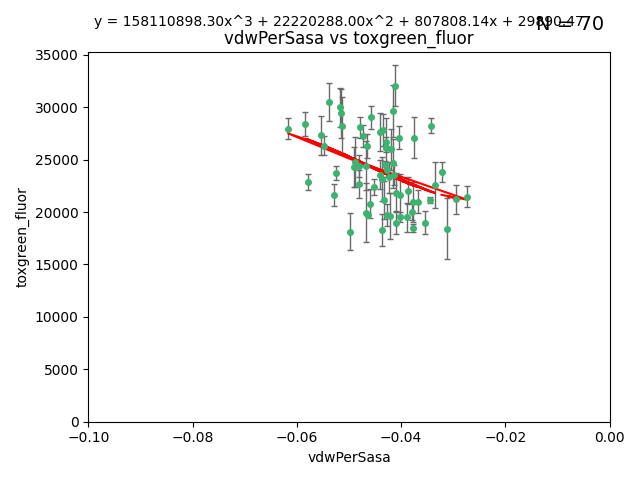 y = 158110898.30x^3 + 22220288.00x^2 + 807808.14x + 29890.47
N = 70
vdwPerSasa vs toxgreen_fluor
35000
30000
25000
20000
15000
10000
5000
0
toxgreen_fluor
−0.10
−0.08
−0.06
−0.04
−0.02
0.00
vdwPerSasa